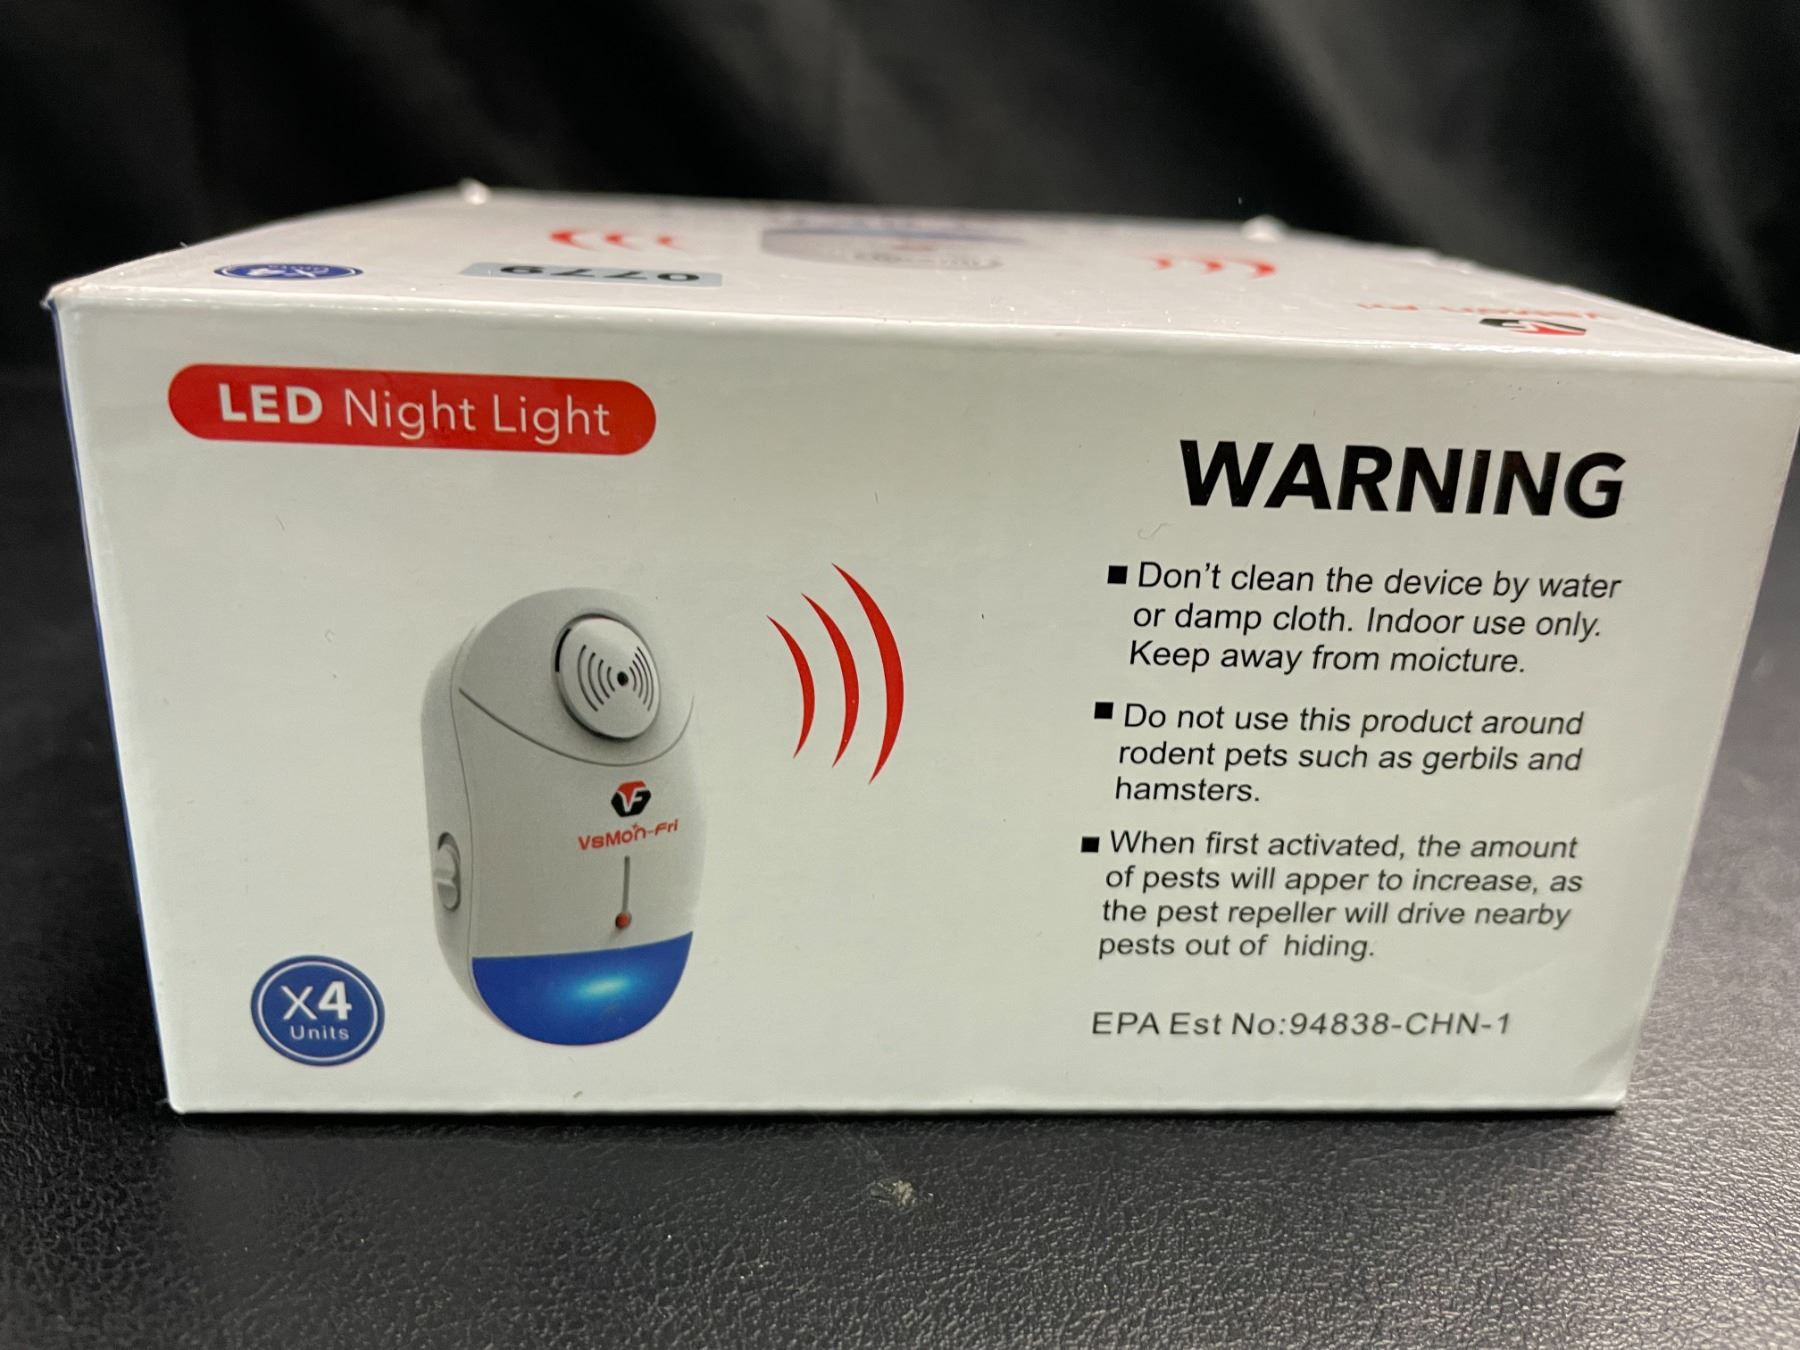 0779
VsMon-Fri
LED Night Light
WARNING
■ Don't clean the device by water
or damp cloth. Indoor use only.
Keep away from moicture.
■ Do not use this product around
rodent pets such as gerbils and
hamsters.
■ When first activated, the amount
of pests will apper to increase, as
the pest repeller will drive nearby
pests out of hiding.
EPA Est No:94838-CHN-1
VsMon-Fri
X4
Units